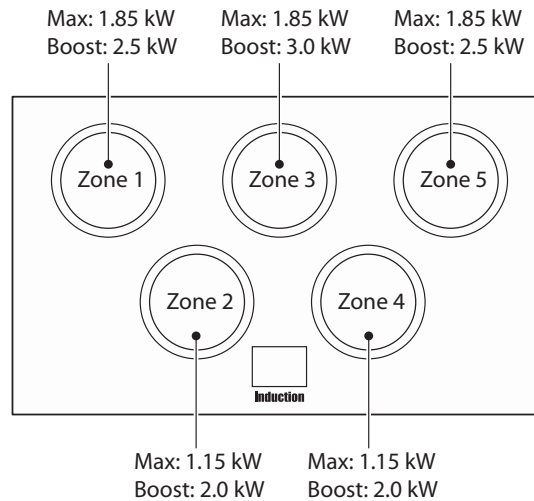 Max: 1.85 kW
Boost: 2.5 kW
Max: 1.85 kW
Boost: 3.0 kW
Max: 1.85 kW
Boost: 2.5 kW
Zone 1
Zone 3
Zone 5
Zone 2
Zone 4
Induction
Max: 1.15 kW
Boost: 2.0 kW
Max: 1.15 kW
Boost: 2.0 kW